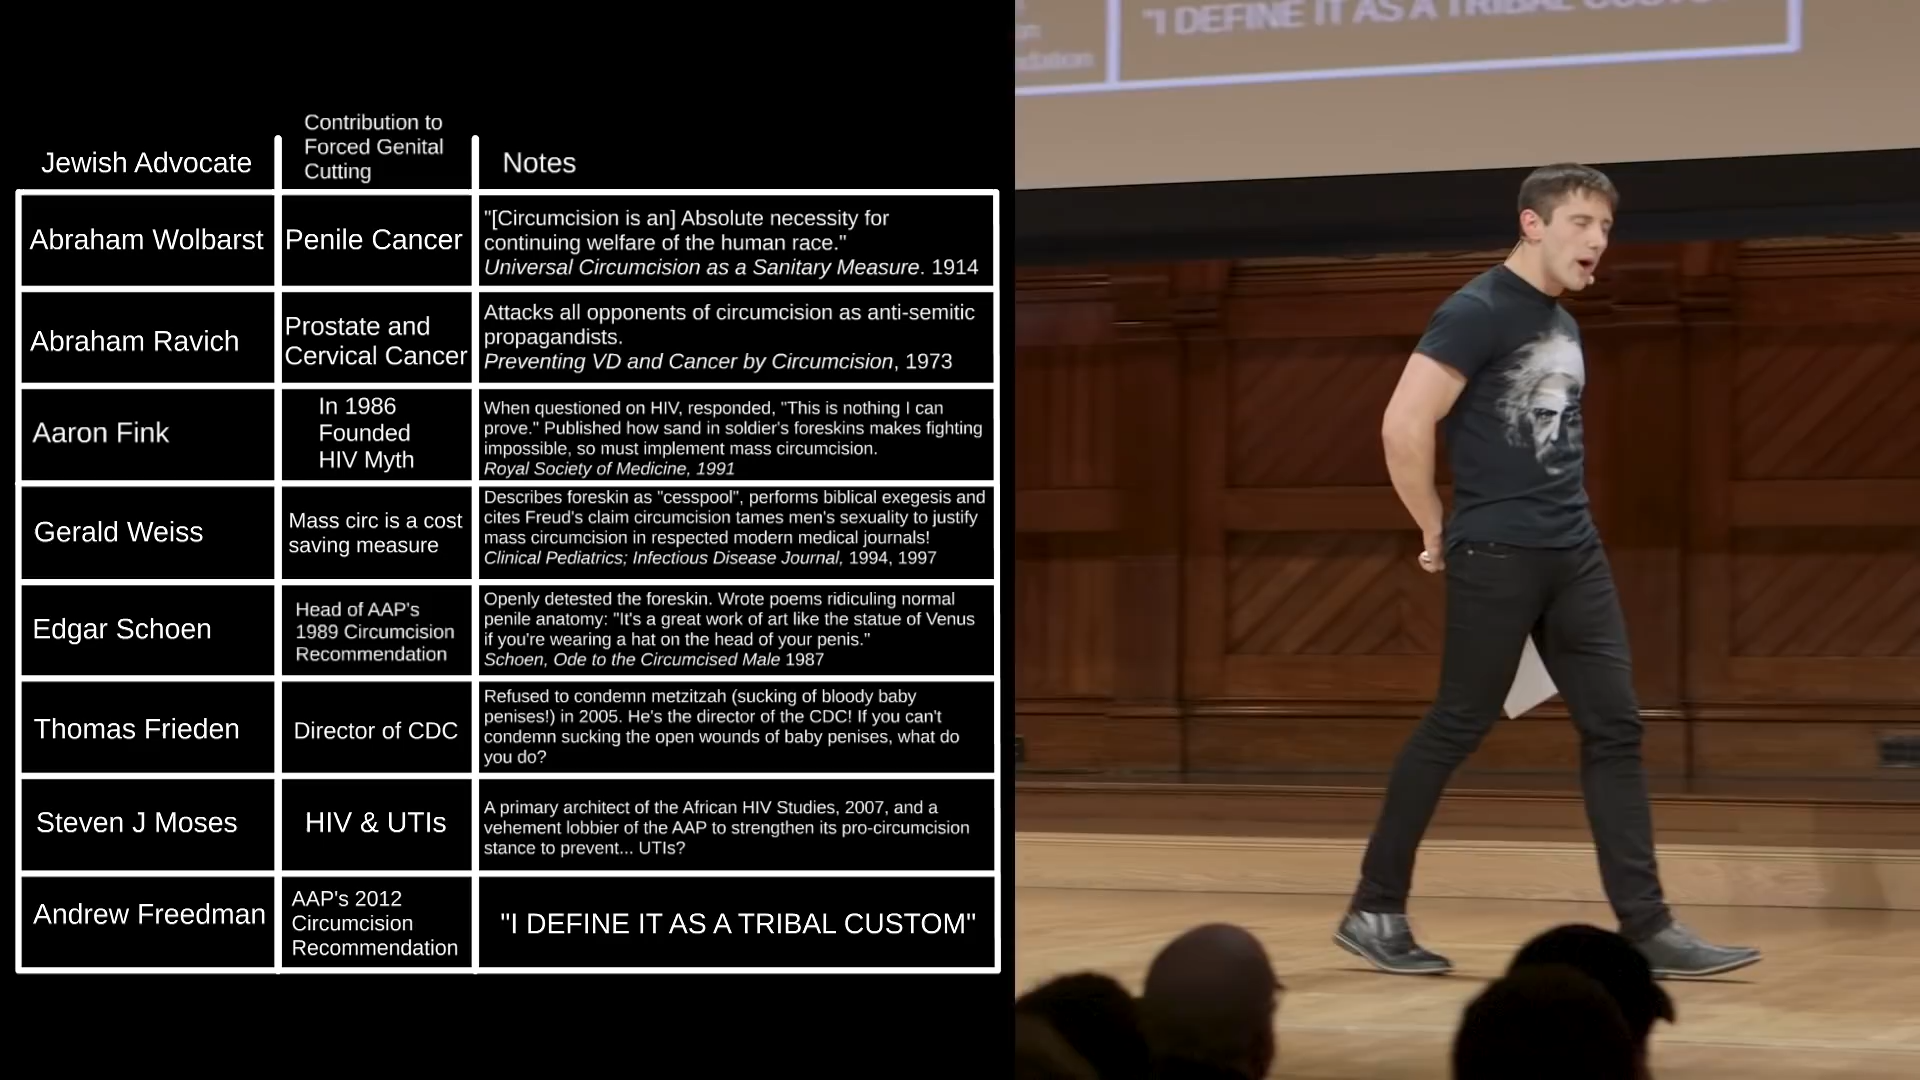 Jewish Advocate
Contribution to
Forced Genital
Cutting
Notes
Abraham Wolbarst
Penile Cancer
"[Circumcision is an] Absolute necessity for
continuing welfare of the human race."
Universal Circumcision as a Sanitary Measure. 1914
Abraham Ravich
Prostate and
Cervical Cancer
Attacks all opponents of circumcision as anti-semitic
propagandists.
Preventing VD and Cancer by Circumcision, 1973
Aaron Fink
In 1986
Founded
HIV Myth
When questioned on HIV, responded, "This is nothing I can
prove." Published how sand in soldier's foreskins makes fighting
impossible, so must implement mass circumcision.
Royal Society of Medicine, 1991
Gerald Weiss
Mass circ is a cost
saving measure
Describes foreskin as "cesspool", performs biblical exegesis and
cites Freud's claim circumcision tames men's sexuality to justify
mass circumcision in respected modern medical journals!
Clinical Pediatrics; Infectious Disease Journal, 1994, 1997
Edgar Schoen
Head of AAP's
1989 Circumcision
Recommendation
Openly detested the foreskin. Wrote poems ridiculing normal
penile anatomy: "It's a great work of art like the statue of Venus
if you're wearing a hat on the head of your penis."
Schoen, Ode to the Circumcised Male 1987
Thomas Frieden
Director of CDC
Refused to condemn metzitzah (sucking of bloody baby
penises!) in 2005. He's the director of the CDC! If you can't
condemn sucking the open wounds of baby penises, what do
you do?
Steven J Moses
HIV & UTIs
A primary architect of the African HIV Studies, 2007, and a
vehement lobbier of the AAP to strengthen its pro-circumcision
stance to prevent... UTIs?
Andrew Freedman
AAP's 2012
Circumcision
Recommendation
"I DEFINE IT AS A TRIBAL CUSTOM"
"I DEFINE IT AS A TRIBAL